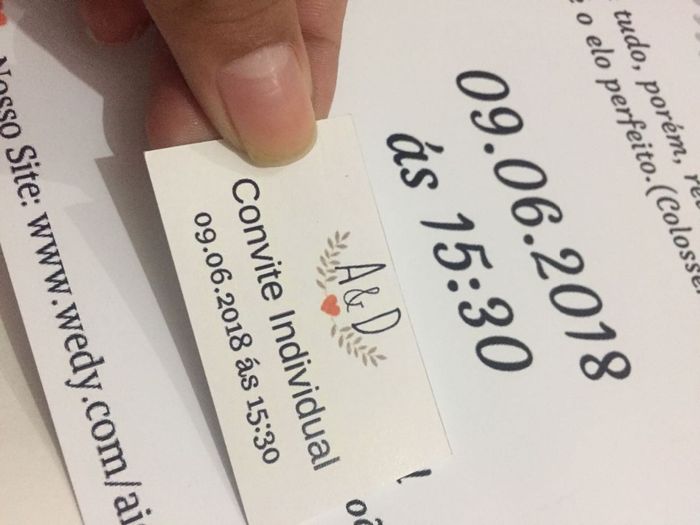 tudo, porém, re
o elo perfeito.(Colosse
09.06.2018
ás 15:30
A&D
Convite Individual
09.06.2018 ás 15:30
Nosso Site: www.wedy.com/ai